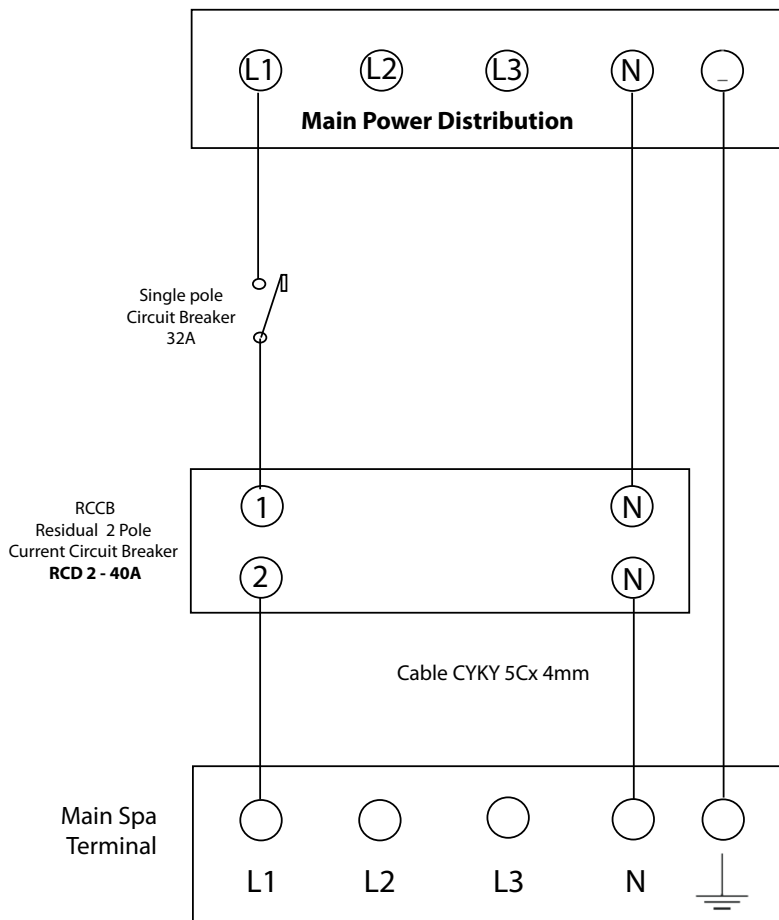 L1 L2 L3 N _
Main Power Distribution
Single pole
Circuit Breaker
32A
1 N
RCCB
Residual 2 Pole
Current Circuit Breaker
RCD 2 - 40A
2 N
Cable CYKY 5Cx 4mm
Main Spa
Terminal
L1 L2 L3 N